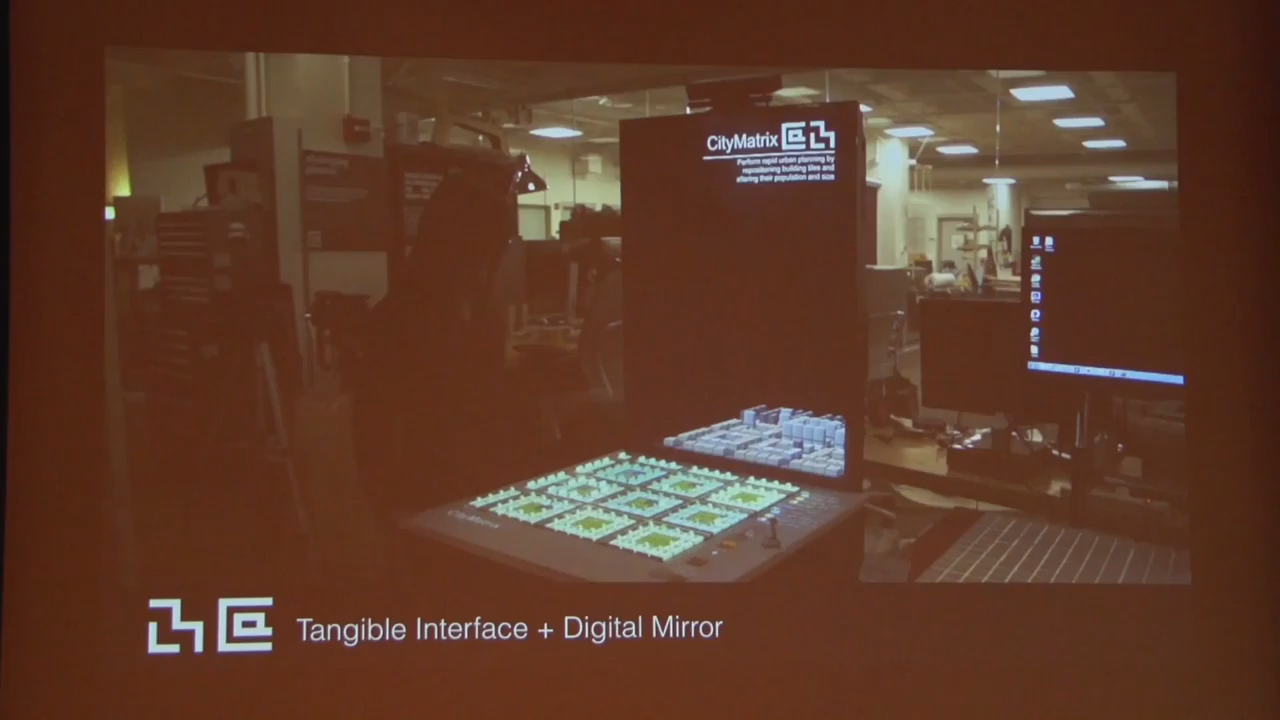 CityMatrix
Perform rapid urban planning by
repositioning building tiles and
altering their population and size
CityMatrix
Tangible Interface + Digital Mirror